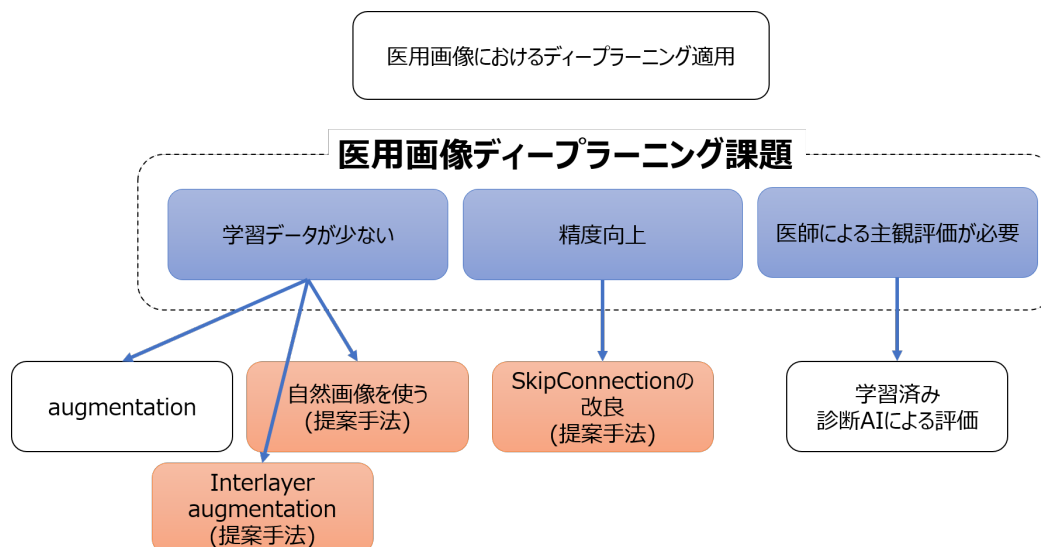 医用画像におけるディープラーニング適用
医用画像ディープラーニング課題
学習データが少ない
精度向上
医師による主観評価が必要
augmentation
自然画像を使う
(提案手法)
SkipConnectionの
改良
(提案手法)
学習済み
診断AIによる評価
Interlayer
augmentation
(提案手法)